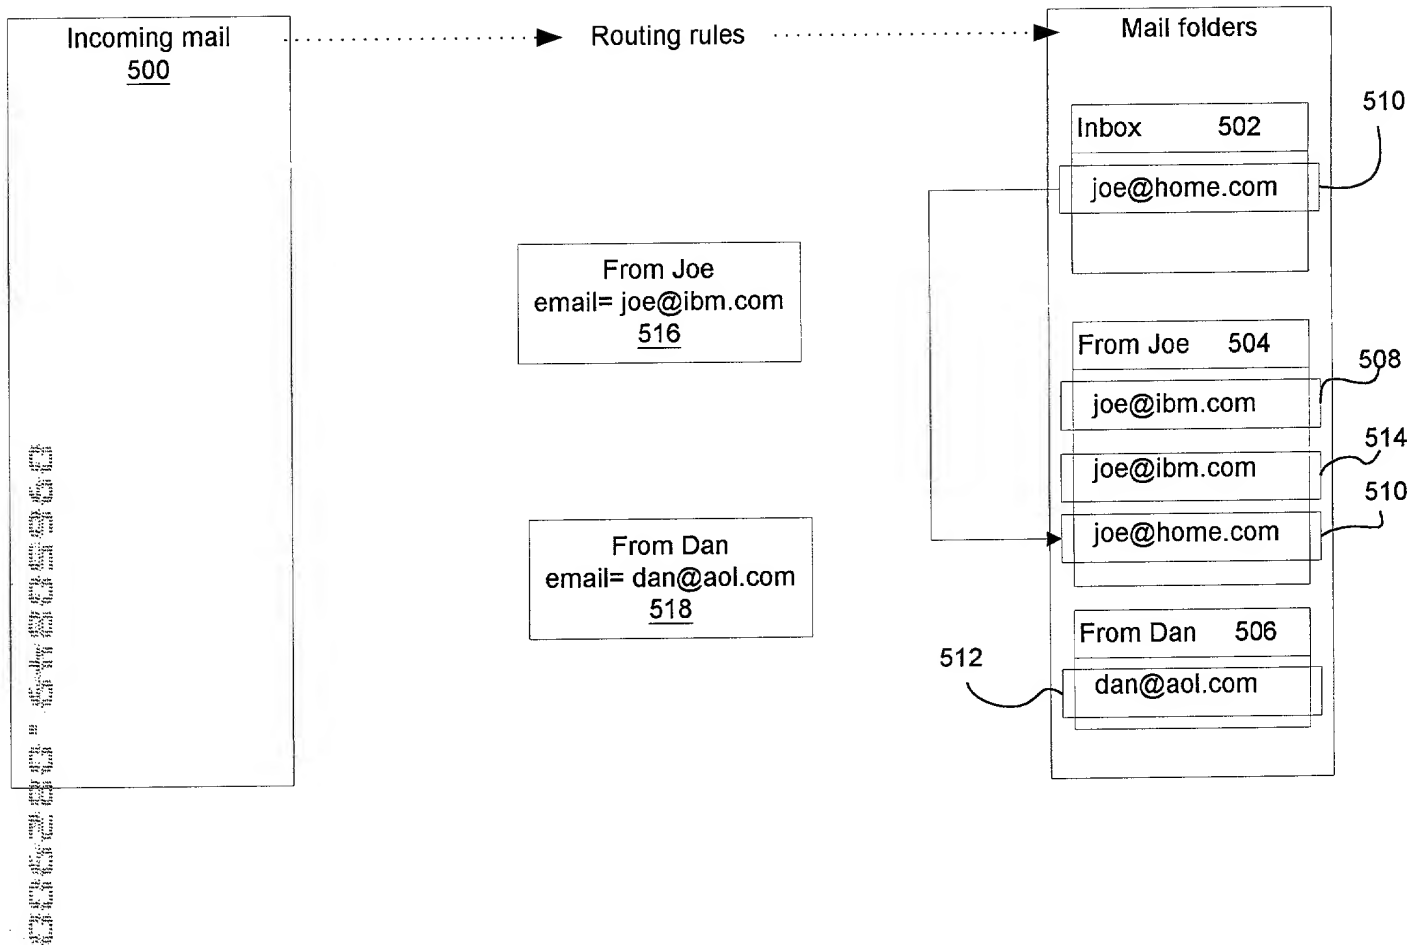 Incoming mail
500
Routing rules
Mail folders
510
Inbox 502
joe@home.com
From Joe
email= joe@ibm.com
516
From Joe 504
508
joe@ibm.com
514
joe@ibm.com
510
joe@home.com
From Dan
email= dan@aol.com
518
From Dan 506
512
dan@aol.com